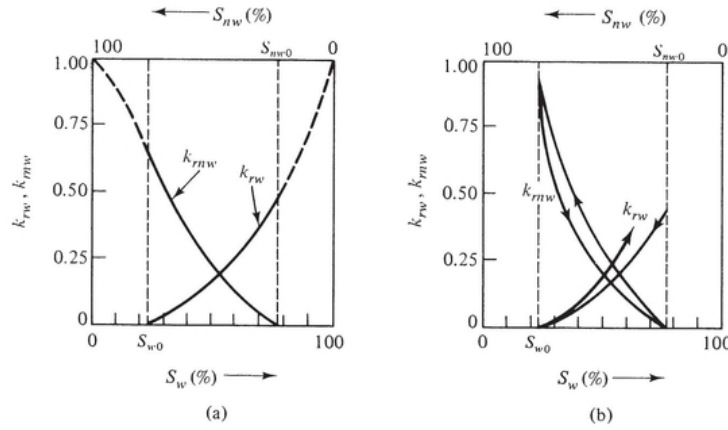 S_nw (%)
100 S_nw0 0
1.00
0.75
0.50
0.25
0
k_rw, k_rnw
k_rnw
k_rw
0 S_w0 100
S_w (%)
(a)
S_nw (%)
100 S_nw0 0
1.00
0.75
0.50
0.25
0
k_rw, k_rnw
k_rnw
k_rw
0 S_w0 100
S_w (%)
(b)